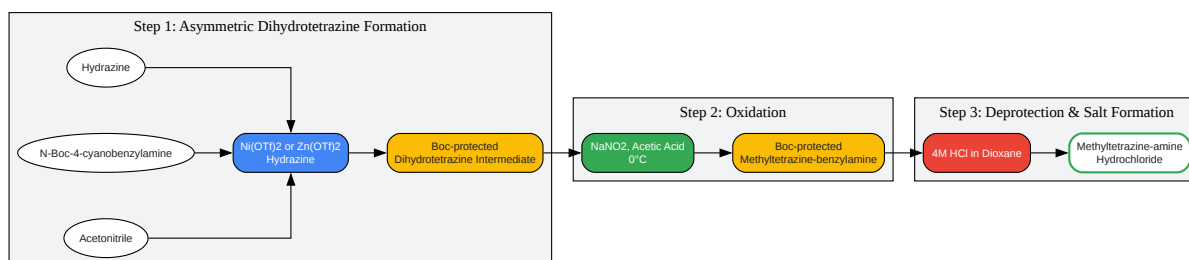 Step 1: Asymmetric Dihydrotetrazine Formation
Hydrazine
N-Boc-4-cyanobenzylamine
Acetonitrile
Ni(OTf)2 or Zn(OTf)2
Hydrazine
Boc-protected
Dihydrotetrazine Intermediate
Step 2: Oxidation
NaNO2, Acetic Acid
0°C
Boc-protected
Methyltetrazine-benzylamine
Step 3: Deprotection & Salt Formation
4M HCl in Dioxane
Methyltetrazine-amine
Hydrochloride